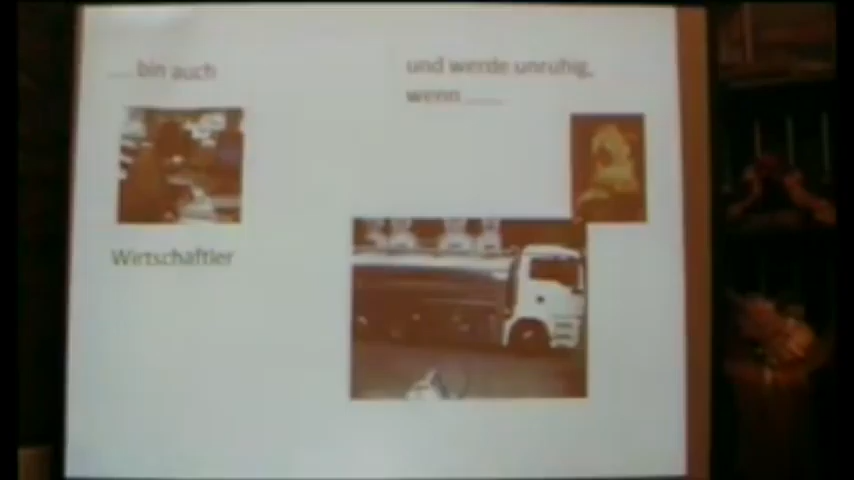 .... bin auch
und werde unruhig,
wenn .......
Wirtschaftler